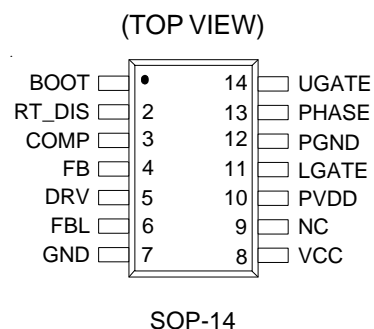 (TOP VIEW)
BOOT 14 UGATE
RT_DIS 2 13 PHASE
COMP 3 12 PGND
FB 4 11 LGATE
DRV 5 10 PVDD
FBL 6 9 NC
GND 7 8 VCC
SOP-14